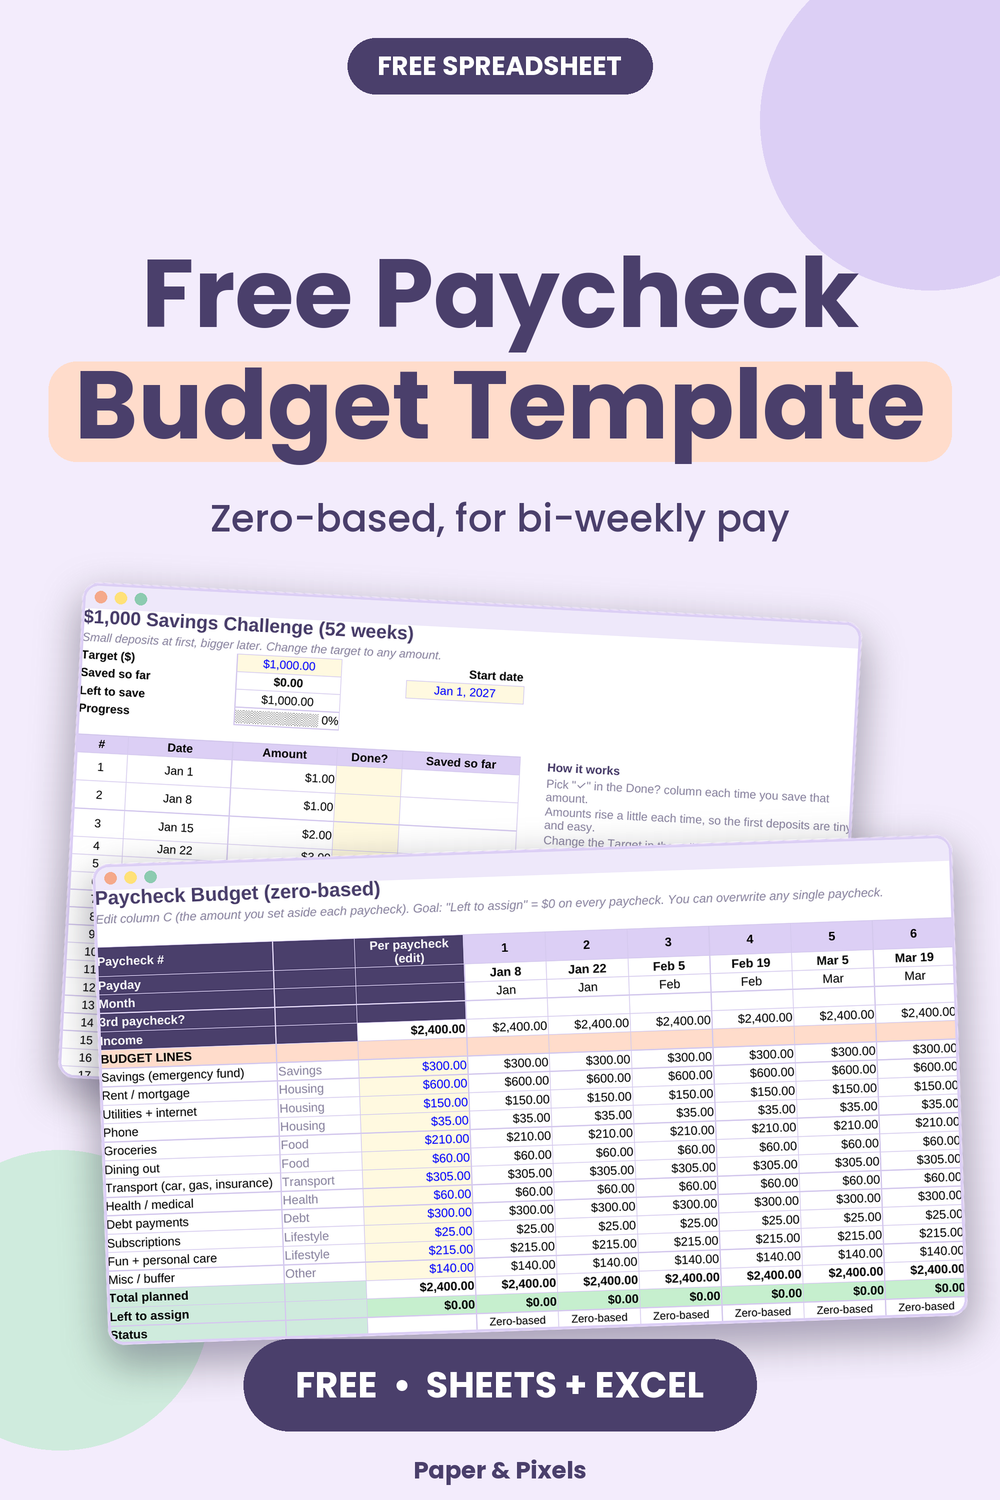 FREE SPREADSHEET
Free Paycheck
Budget Template
Zero-based, for bi-weekly pay
$1,000 Savings Challenge (52 weeks)
Small deposits at first, bigger later. Change the target to any amount.
Target ($) $1,000.00 Start date
Saved so far $0.00 Jan 1, 2027
Left to save $1,000.00
Progress 0%
# Date Amount Done? Saved so far
1 Jan 1 $1.00
2 Jan 8 $1.00
3 Jan 15 $2.00
4 Jan 22
5
9
10
11
12
13
14
15
16
17
How it works
Pick "✓" in the Done? column each time you save that
amount.
Amounts rise a little each time, so the first deposits are tiny
and easy.
Change the Target in the
Paycheck Budget (zero-based)
Edit column C (the amount you set aside each paycheck). Goal: "Left to assign" = $0 on every paycheck. You can overwrite any single paycheck.
Paycheck # Per paycheck (edit) 1 2 3 4 5 6
Payday Jan 8 Jan 22 Feb 5 Feb 19 Mar 5 Mar 19
Month Jan Jan Feb Feb Mar Mar
3rd paycheck?
Income $2,400.00 $2,400.00 $2,400.00 $2,400.00 $2,400.00 $2,400.00 $2,400.00
BUDGET LINES
Savings (emergency fund) Savings $300.00 $300.00 $300.00 $300.00 $300.00 $300.00 $300.00
Rent / mortgage Housing $600.00 $600.00 $600.00 $600.00 $600.00 $600.00 $600.00
Utilities + internet Housing $150.00 $150.00 $150.00 $150.00 $150.00 $150.00 $150.00
Phone Housing $35.00 $35.00 $35.00 $35.00 $35.00 $35.00 $35.00
Groceries Food $210.00 $210.00 $210.00 $210.00 $210.00 $210.00 $210.00
Dining out Food $60.00 $60.00 $60.00 $60.00 $60.00 $60.00 $60.00
Transport (car, gas, insurance) Transport $305.00 $305.00 $305.00 $305.00 $305.00 $305.00 $305.00
Health / medical Health $60.00 $60.00 $60.00 $60.00 $60.00 $60.00 $60.00
Debt payments Debt $300.00 $300.00 $300.00 $300.00 $300.00 $300.00 $300.00
Subscriptions Lifestyle $25.00 $25.00 $25.00 $25.00 $25.00 $25.00 $25.00
Fun + personal care Lifestyle $215.00 $215.00 $215.00 $215.00 $215.00 $215.00 $215.00
Misc / buffer Other $140.00 $140.00 $140.00 $140.00 $140.00 $140.00 $140.00
Total planned $2,400.00 $2,400.00 $2,400.00 $2,400.00 $2,400.00 $2,400.00 $2,400.00
Left to assign $0.00 $0.00 $0.00 $0.00 $0.00 $0.00 $0.00
Status Zero-based Zero-based Zero-based Zero-based Zero-based Zero-based
FREE • SHEETS + EXCEL
Paper & Pixels